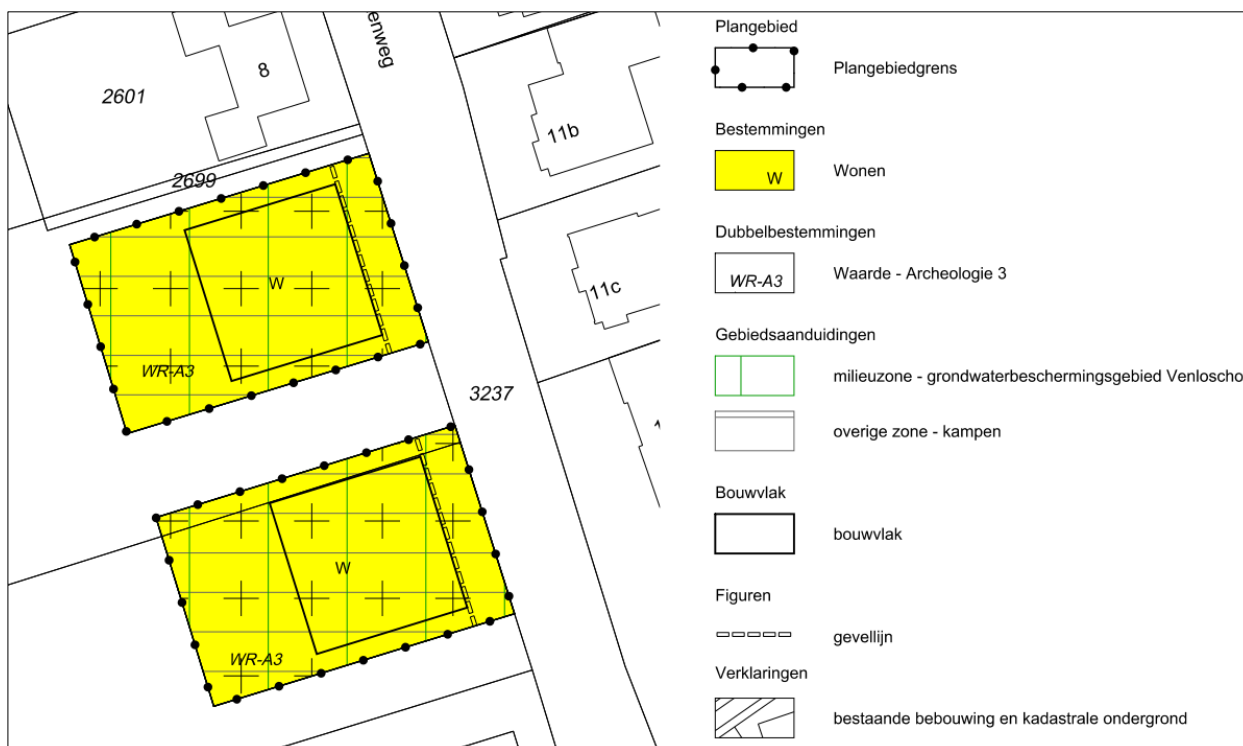 enweg
8
2601
11b
2699
W
WR-A3
11c
3237
W
WR-A3
Plangebied
Plangebiedgrens
Bestemmingen
W
Wonen
Dubbelbestemmingen
WR-A3
Waarde - Archeologie 3
Gebiedsaanduidingen
milieuzone - grondwaterbeschermingsgebied Venloscho
overige zone - kampen
Bouwvlak
bouwvlak
Figuren
gevellijn
Verklaringen
bestaande bebouwing en kadastrale ondergrond